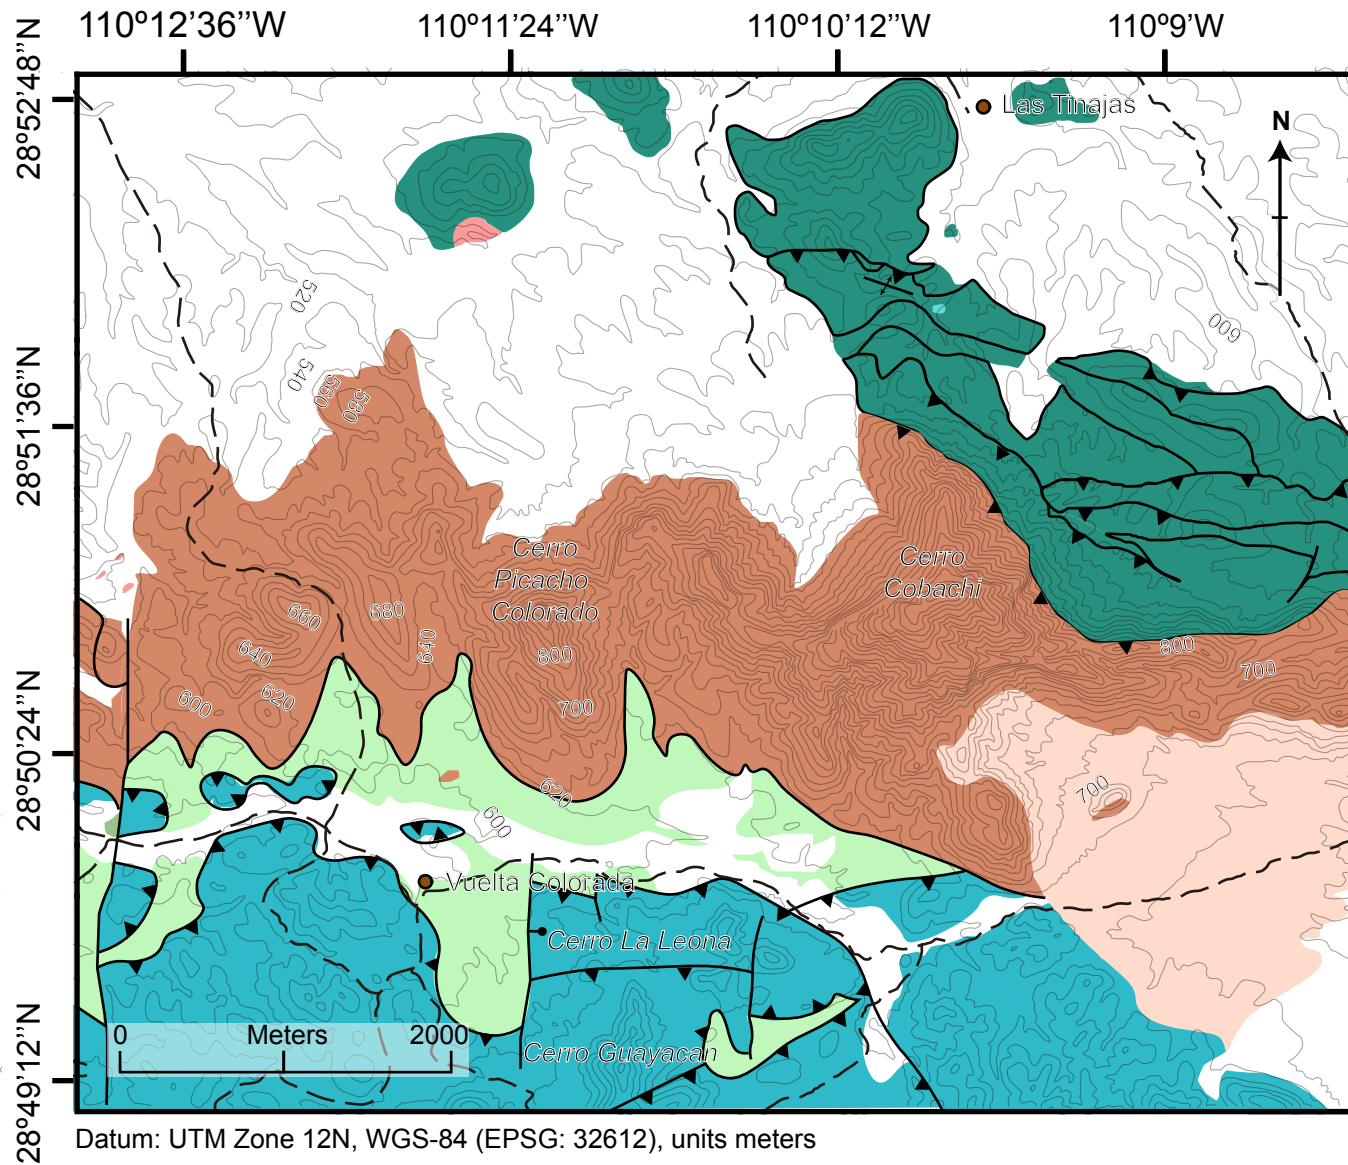 110º12’36’’W 110º11’24’’W 110º10’12’’W 110º9’W
28º52’48’’N
28º51’36’’N
28º50’24’’N
28º49’12’’N
Las Tinajas
N
520
540
560
580
600
Cerro
Picacho
Colorado
Cerro
Cobachi
660
680
640
640
620
600
800
700
800
700
700
620
600
Vuelta Colorada
Cerro La Leona
Cerro Guayacan
0 Meters 2000
Datum: UTM Zone 12N, WGS-84 (EPSG: 32612), units meters